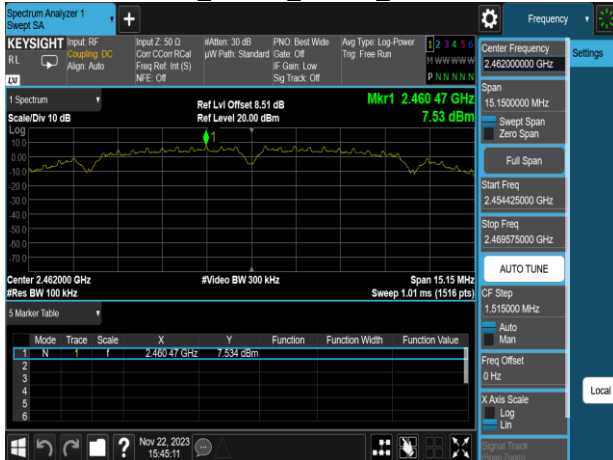 Spectrum Analyzer 1
Swept SA
+
Frequency
KEYSIGHT
RL
LXI
Input: RF
Coupling: DC
Align: Auto
Input Z: 50 Ω
Corr CCorr RCal
Freq Ref: Int (S)
NFE: Off
#Atten: 30 dB
µW Path: Standard
PNO: Best Wide
Gate: Off
IF Gain: Low
Sig Track: Off
Avg Type: Log-Power
Trig: Free Run
1 2 3 4 5 6
M W W W W W
P N N N N N
1 Spectrum
Scale/Div 10 dB
Ref Lvl Offset 8.51 dB
Ref Level 20.00 dBm
Mkr1 2.460 47 GHz
7.53 dBm
Log
1
10.0
0.00
-10.0
-20.0
-30.0
-40.0
-50.0
-60.0
-70.0
Center 2.462000 GHz
#Res BW 100 kHz
#Video BW 300 kHz
Span 15.15 MHz
Sweep 1.01 ms (1516 pts)
5 Marker Table
Mode Trace Scale X Y Function Function Width Function Value
1 N 1 f 2.460 47 GHz 7.534 dBm
2
3
4
5
6
Center Frequency
2.462000000 GHz
Span
15.1500000 MHz
Swept Span
Zero Span
Full Span
Start Freq
2.454425000 GHz
Stop Freq
2.469575000 GHz
AUTO TUNE
CF Step
1.515000 MHz
Auto
Man
Freq Offset
0 Hz
X Axis Scale
Log
Lin
Signal Track
(Span Zoom)
Settings
Local
?
Nov 22, 2023
15:45:11